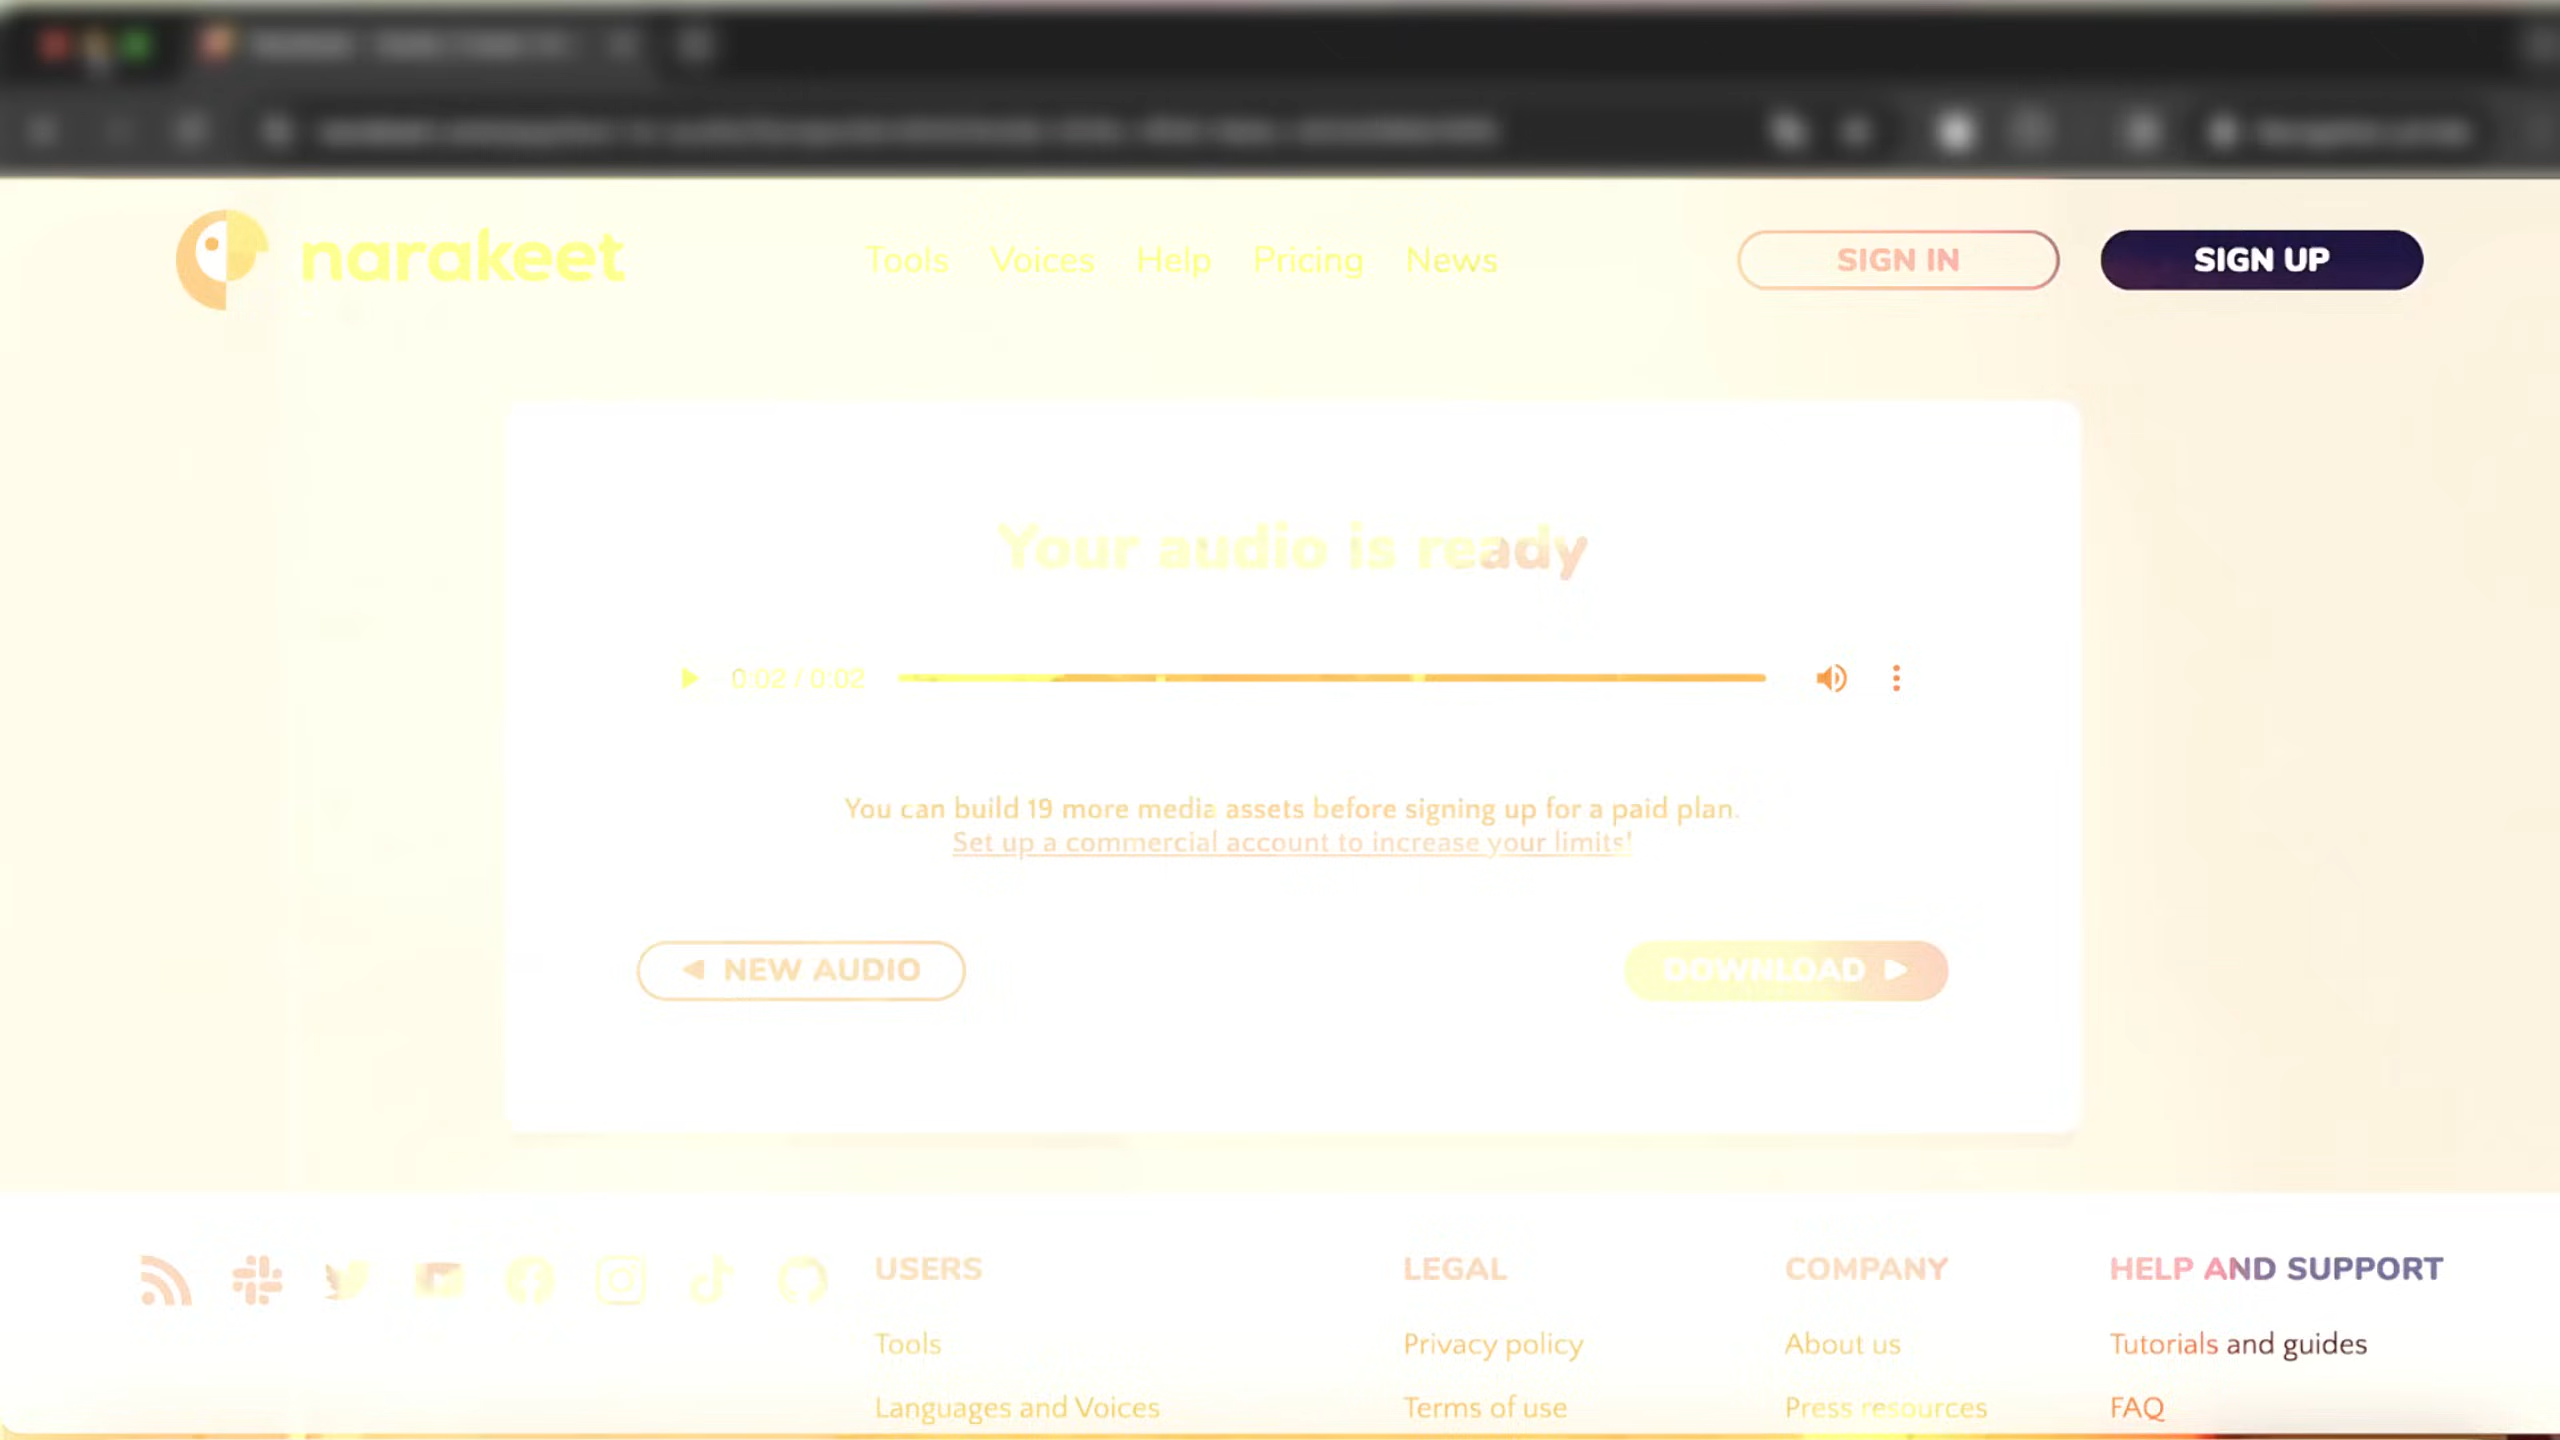 narakeet
Tools Voices Help Pricing News
SIGN IN
SIGN UP
Your audio is ready
0:02 / 0:02
You can build 19 more media assets before signing up for a paid plan.
Set up a commercial account to increase your limits!
NEW AUDIO
DOWNLOAD
USERS
Tools
Languages and Voices
LEGAL
Privacy policy
Terms of use
COMPANY
About us
Press resources
HELP AND SUPPORT
Tutorials and guides
FAQ